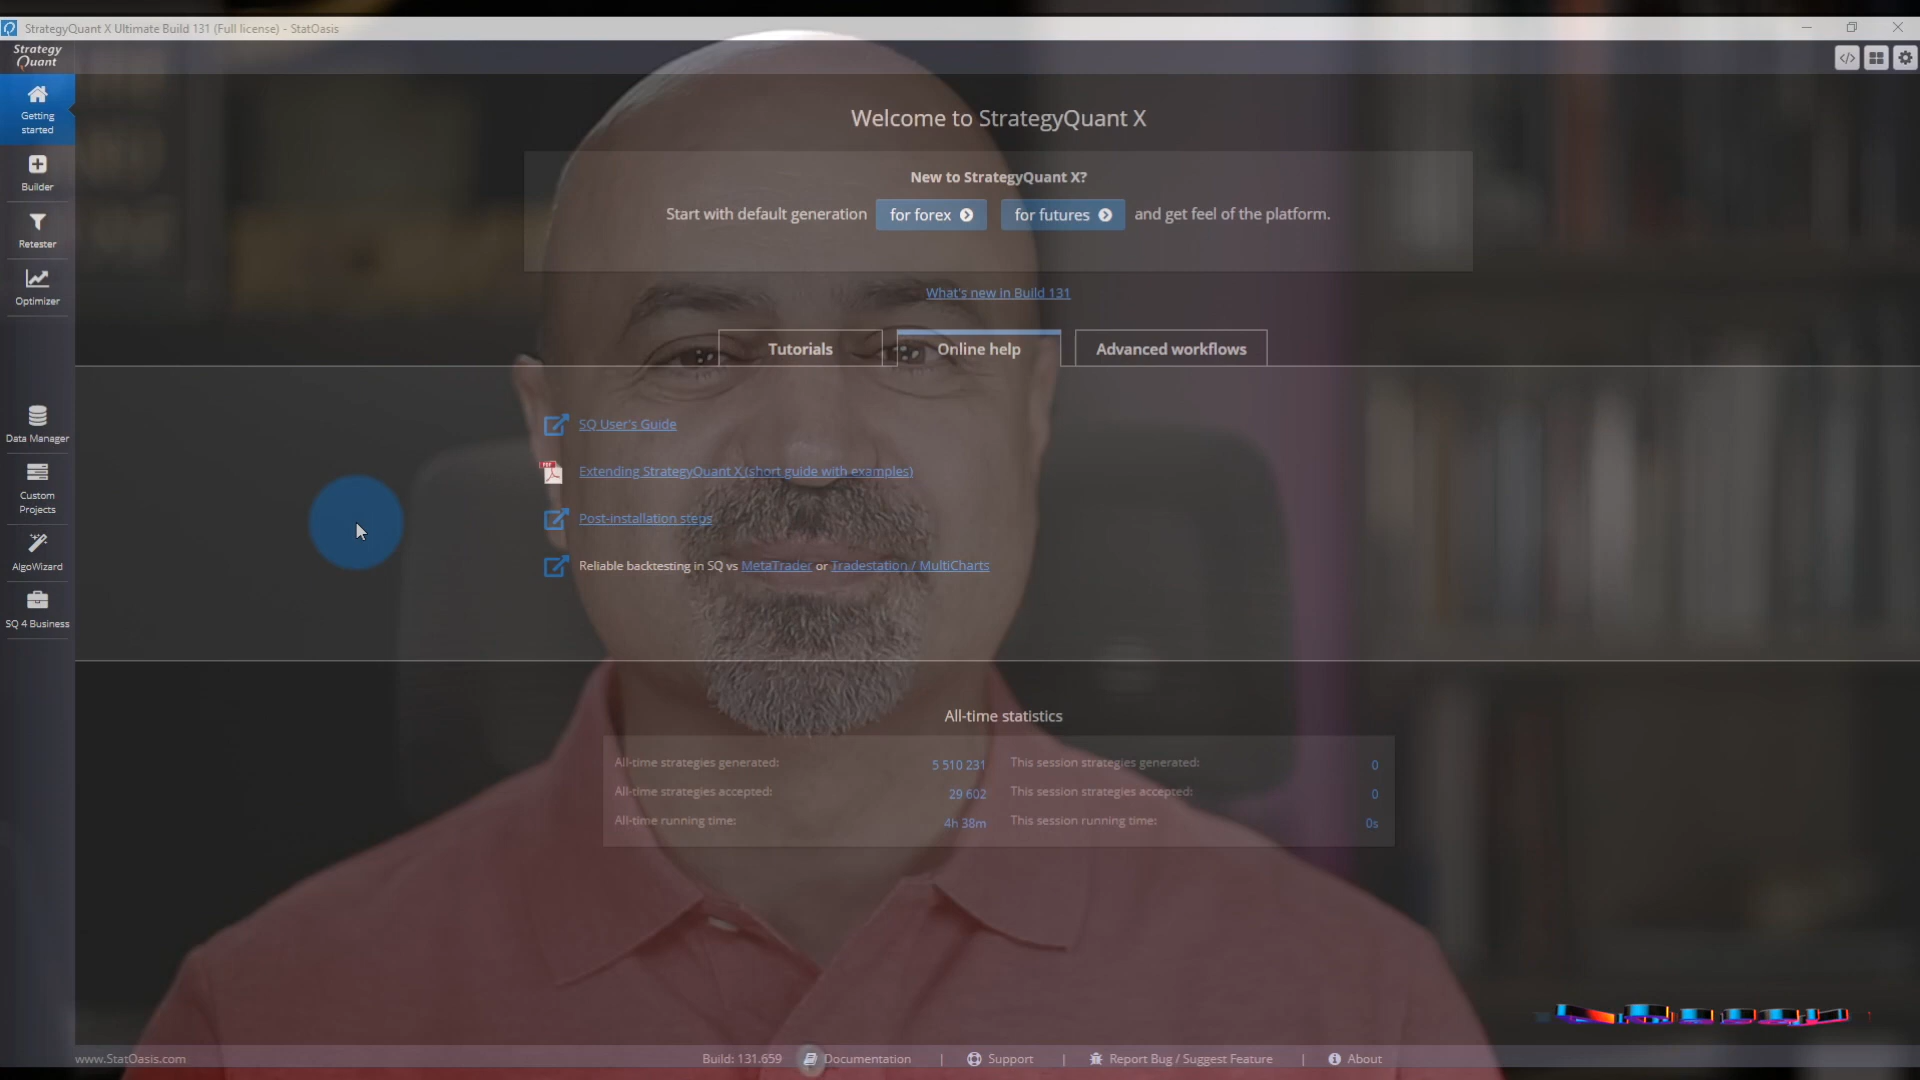 StrategyQuant X Ultimate Build 131 (Full license) - StatOasis
Strategy
Quant
Getting
started
Builder
Retester
Optimizer
Data Manager
Custom
Projects
AlgoWizard
SQ 4 Business
Welcome to StrategyQuant X
New to StrategyQuant X?
Start with default generation for forex for futures and get feel of the platform.
What's new in Build 131
Tutorials Online help Advanced workflows
SQ User's Guide
Extending StrategyQuant X (short guide with examples)
Post-installation steps
Reliable backtesting in SQ vs MetaTrader or Tradestation / MultiCharts
All-time statistics
All-time strategies generated: 5 510 231 This session strategies generated: 0
All-time strategies accepted: 29 602 This session strategies accepted: 0
All-time running time: 4h 38m This session running time: 0s
www.StatOasis.com Build: 131.659 Documentation | Support | Report Bug / Suggest Feature | About